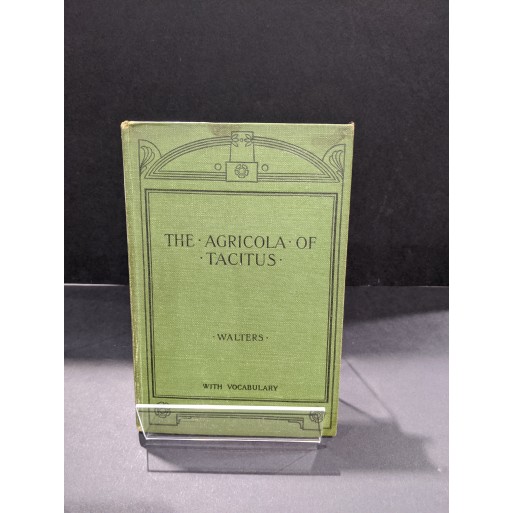 THE · AGRICOLA · OF
· TACITUS ·
· WALTERS ·
WITH VOCABULARY